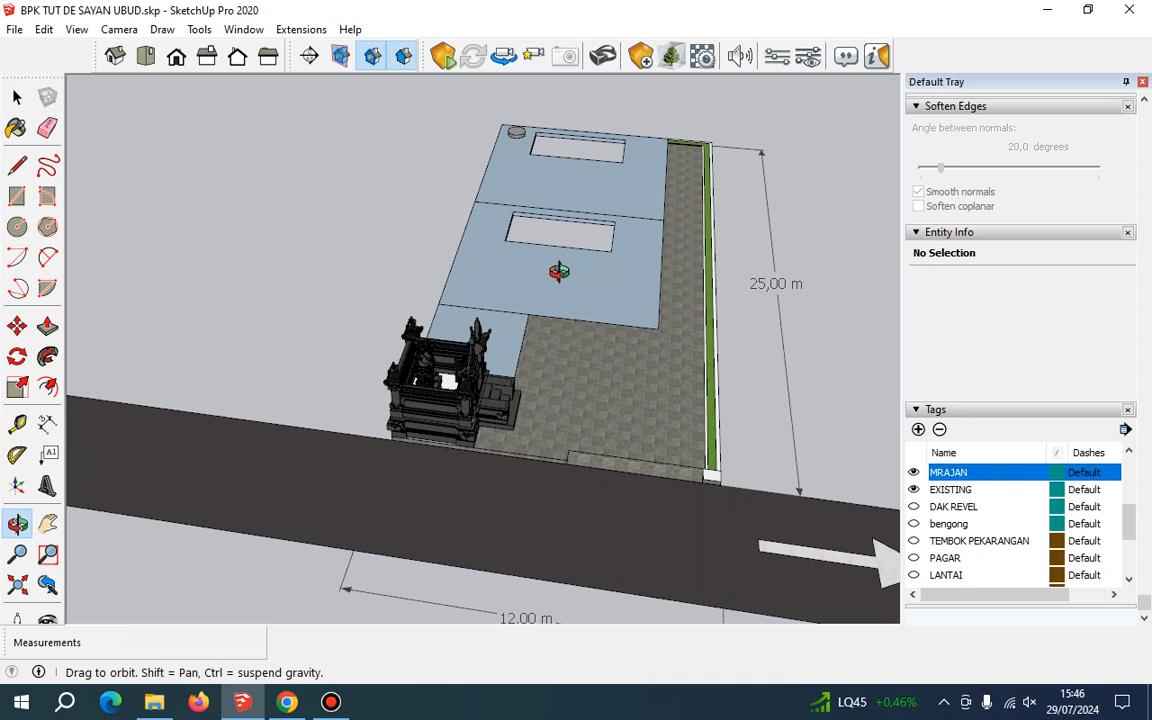 BPK TUT DE SAYAN UBUD.skp - SketchUp Pro 2020
File Edit View Camera Draw Tools Window Extensions Help
Default Tray
Soften Edges
Angle between normals:
20,0 degrees
Smooth normals
Soften coplanar
Entity Info
No Selection
25,00 m
A1
Tags
Name Dashes
MRAJAN Default
EXISTING Default
DAK REVEL Default
bengong Default
TEMBOK PEKARANGAN Default
PAGAR Default
LANTAI Default
12,00 m
Measurements
Drag to orbit. Shift = Pan, Ctrl = suspend gravity.
LQ45 +0,46%
15:46
29/07/2024